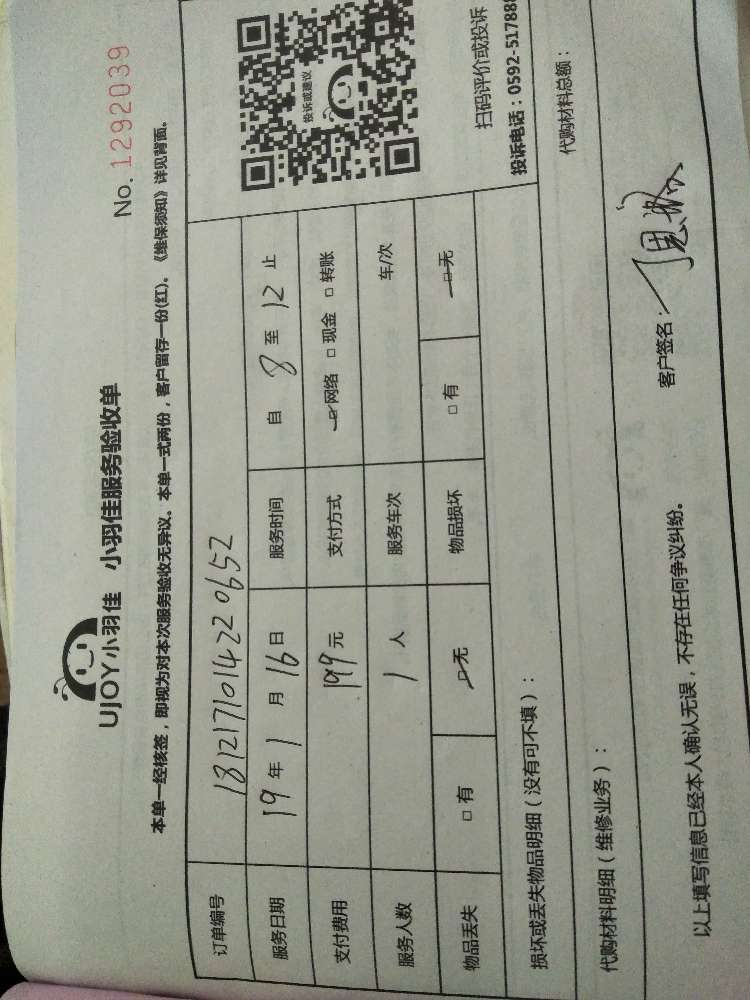 UJOY小羽佳 小羽佳服务验收单
No. 1292039
本单一经核签，即视为对本次服务验收无异议。本单一式两份，客户留存一份(红)。《维保须知》详见背面。
订单编号 181217101422 0652
服务日期 19年 1 月 16日 服务时间 自 8 至 12 止
支付费用 199元 支付方式 ☑网络 □现金 □转账
服务人数 1 人 服务车次 车/次
物品丢失 □有 ☑无 物品损坏 □有 ☑无
投诉或建议
扫码评价或投诉
投诉电话：0592-51788
损坏或丢失物品明细（没有可不填）：
代购材料明细（维修业务）： 代购材料总额：
以上填写信息已经本人确认无误，不存在任何争议纠纷。 客户签名：